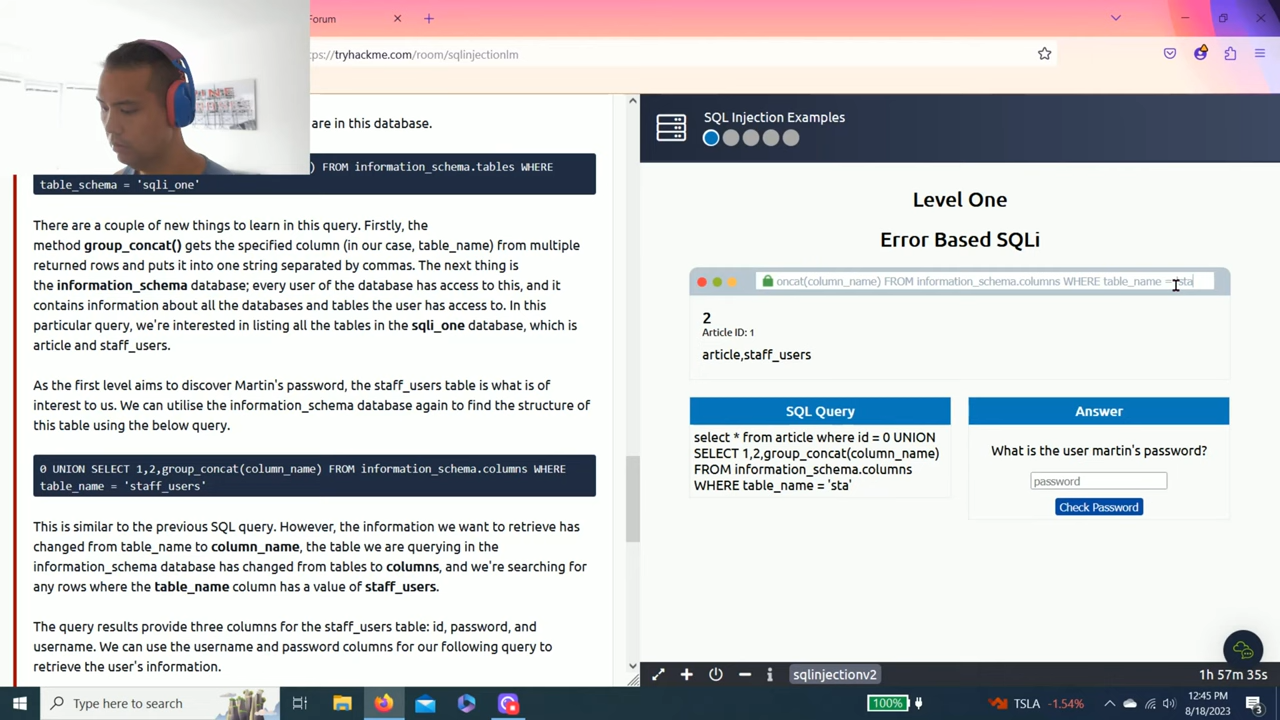 Forum
tryhackme.com/room/sqlinjectionlm
are in this database.
) FROM information_schema.tables WHERE
table_schema = 'sqli_one'
There are a couple of new things to learn in this query. Firstly, the
method group_concat() gets the specified column (in our case, table_name) from multiple
returned rows and puts it into one string separated by commas. The next thing is
the information_schema database; every user of the database has access to this, and it
contains information about all the databases and tables the user has access to. In this
particular query, we're interested in listing all the tables in the sqli_one database, which is
article and staff_users.
As the first level aims to discover Martin's password, the staff_users table is what is of
interest to us. We can utilise the information_schema database again to find the structure of
this table using the below query.
0 UNION SELECT 1,2,group_concat(column_name) FROM information_schema.columns WHERE
table_name = 'staff_users'
This is similar to the previous SQL query. However, the information we want to retrieve has
changed from table_name to column_name, the table we are querying in the
information_schema database has changed from tables to columns, and we're searching for
any rows where the table_name column has a value of staff_users.
The query results provide three columns for the staff_users table: id, password, and
username. We can use the username and password columns for our following query to
retrieve the user's information.
SQL Injection Examples
Level One
Error Based SQLi
oncat(column_name) FROM information_schema.columns WHERE table_name = 'sta
2
Article ID: 1
article,staff_users
SQL Query
select * from article where id = 0 UNION
SELECT 1,2,group_concat(column_name)
FROM information_schema.columns
WHERE table_name = 'sta'
Answer
What is the user martin's password?
password
Check Password
sqlinjectionv2
1h 57m 35s
Type here to search
100%
TSLA -1.54%
12:45 PM
8/18/2023
3